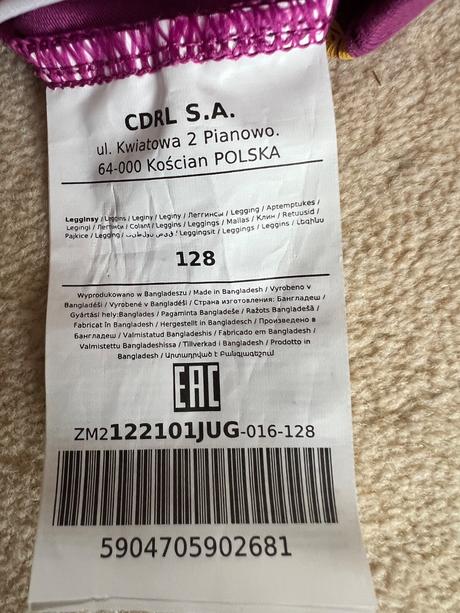 CDRL S.A.
ul. Kwiatowa 2 Pianowo.
64-000 Kościan POLSKA
Legginsy / Leggins / Leginy / Leginy / Леггинсы / Legging / Aptemptukes /
Legingi / Легінси / Colant / Leggins / Leggings / Mallas / Клин / Retuusid /
Pajkice / Legging / Leggingsit / Leggings / Leggins / Լեգինս
128
Wyprodukowano w Bangladeszu / Made in Bangladesh / Vyrobeno v
Bangladéši / Vyrobené v Bangladéši / Страна изготовления: Бангладеш /
Gyártási hely:Banglades / Pagaminta Bangladeše / Ražots Bangladešā /
Fabricat în Bangladesh / Hergestellt in Bangladesch / Произведено в
Бангладеш / Valmistatud Bangladeshis / Fabricado em Bangladesh /
Valmistettu Bangladeshissa / Tillverkad i Bangladesh / Prodotto in
Bangladesh / Արտադրված է Բանգլադեշում
EAC
ZM2122101JUG-016-128
5904705902681